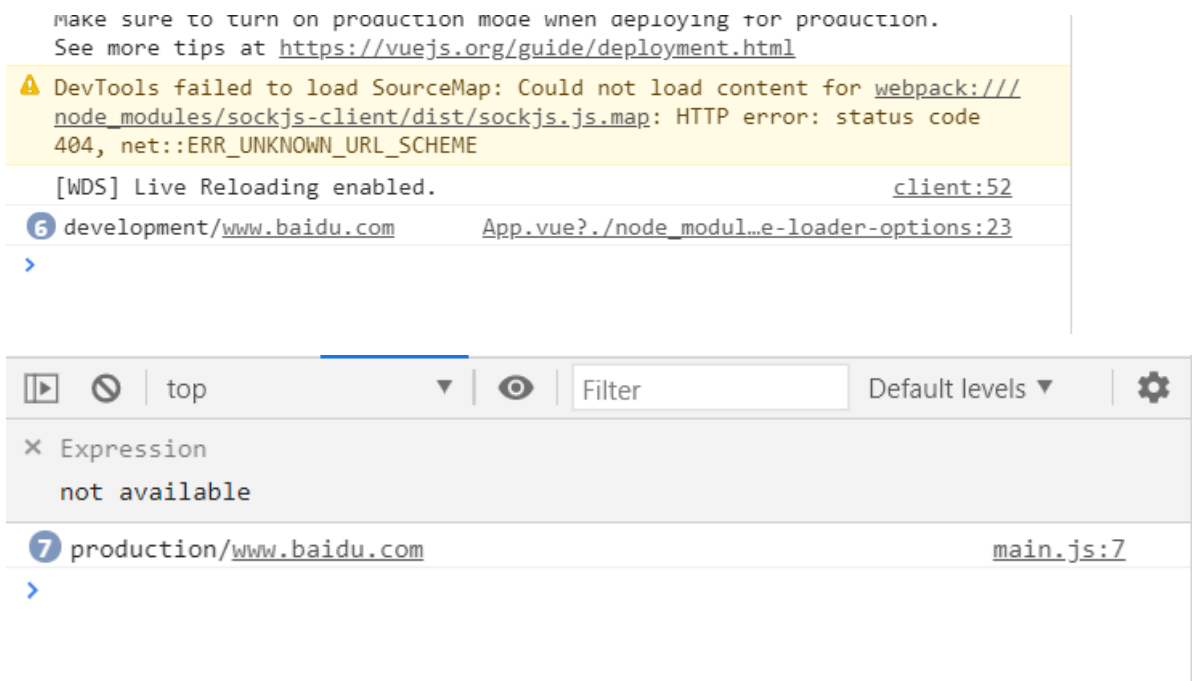 Make sure to turn on production mode when deploying for production.
See more tips at https://vuejs.org/guide/deployment.html
DevTools failed to load SourceMap: Could not load content for webpack:///
node_modules/sockjs-client/dist/sockjs.js.map: HTTP error: status code
404, net::ERR_UNKNOWN_URL_SCHEME
[WDS] Live Reloading enabled. client:52
6 development/www.baidu.com App.vue?./node_modul…e-loader-options:23
top Filter Default levels
Expression
not available
7 production/www.baidu.com main.js:7